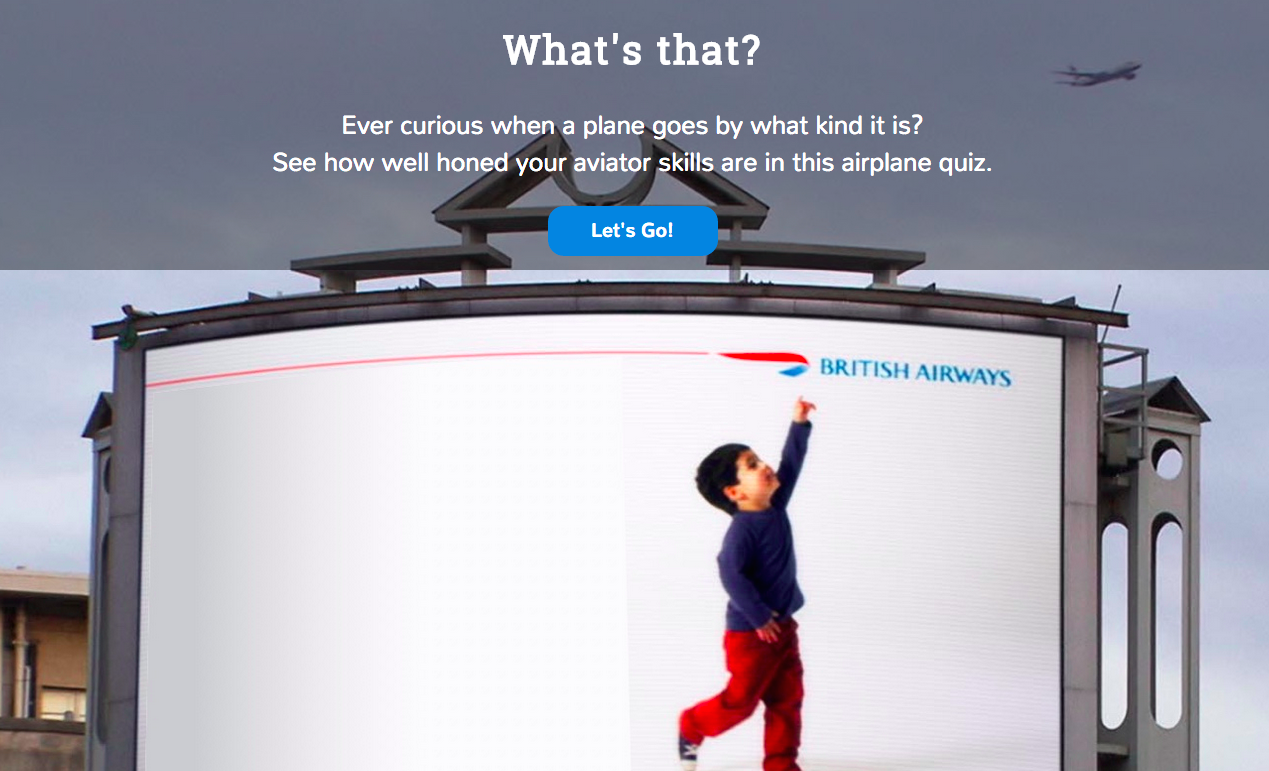 What's that?
Ever curious when a plane goes by what kind it is?
See how well honed your aviator skills are in this airplane quiz.
Let's Go!
BRITISH AIRWAYS